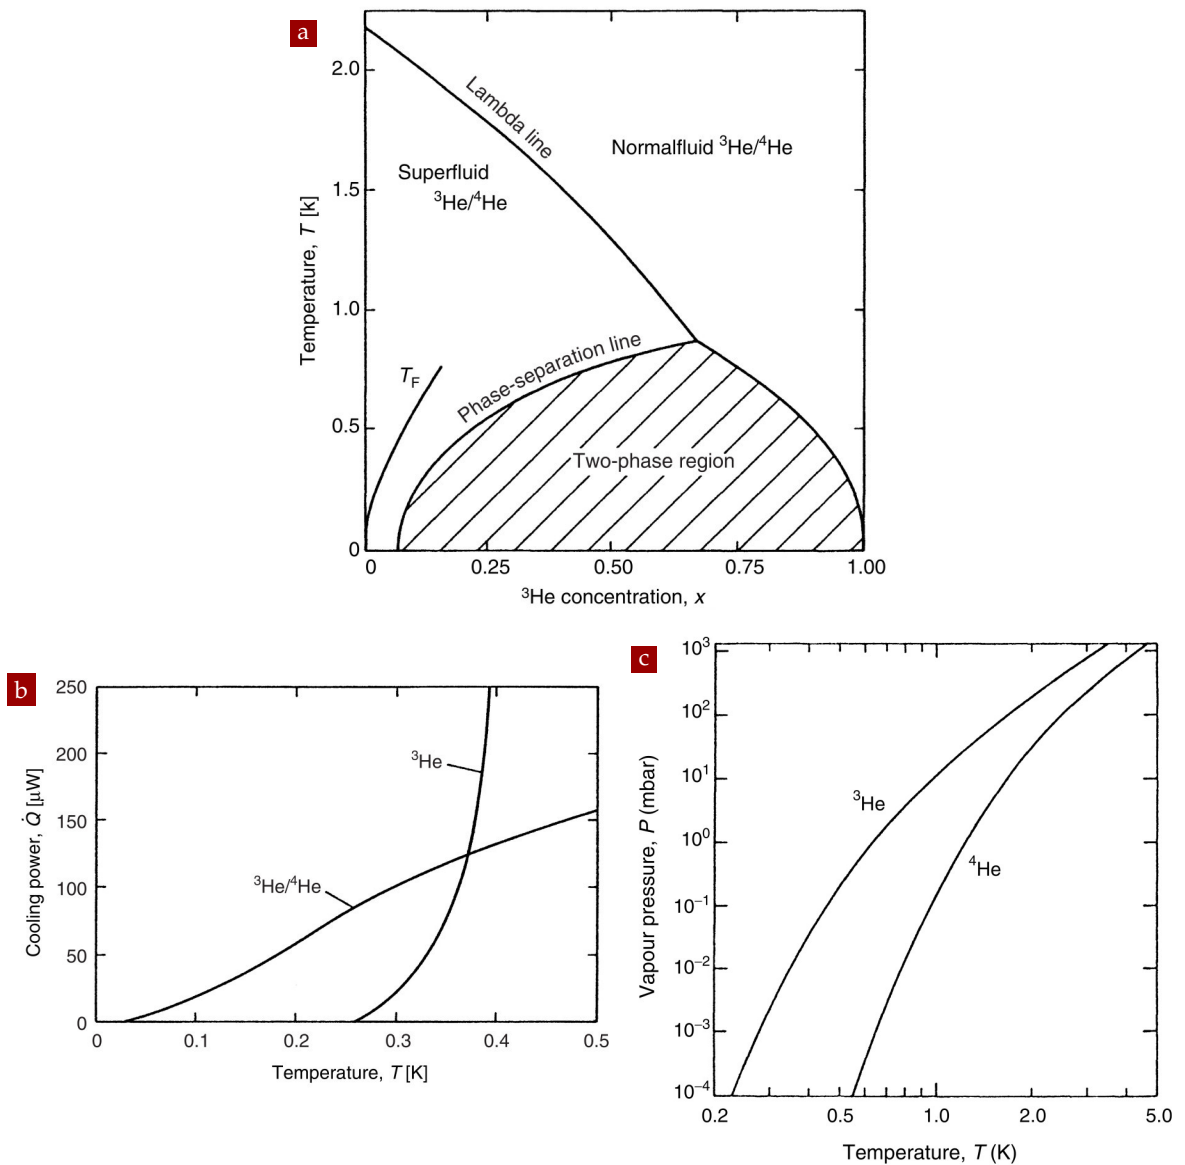 a
2.0
1.5
1.0
0.5
0
Temperature, T [k]
Lambda line
Normalfluid ³He/⁴He
Superfluid
³He/⁴He
T_F
Phase-separation line
Two-phase region
0 0.25 0.50 0.75 1.00
³He concentration, x
b
250
200
150
100
50
0
Cooling power, Q̇ [µW]
³He
³He/⁴He
0 0.1 0.2 0.3 0.4 0.5
Temperature, T [K]
c
10³
10²
10¹
10⁰
10⁻¹
10⁻²
10⁻³
10⁻⁴
Vapour pressure, P (mbar)
³He
⁴He
0.2 0.5 1.0 2.0 5.0
Temperature, T (K)